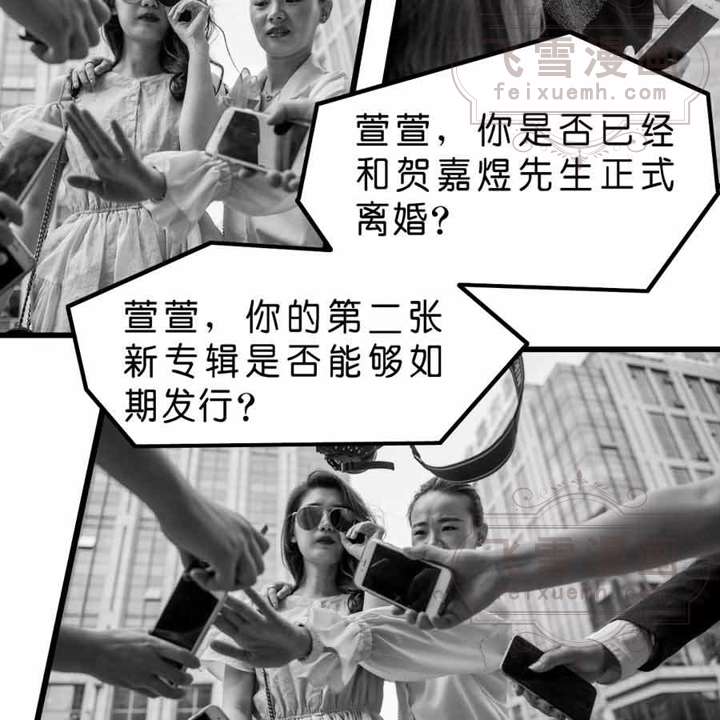 飞雪漫画
feixuemh.com
萱萱，你是否已经
和贺嘉煜先生正式
离婚？
萱萱，你的第二张
新专辑是否能够如
期发行？
飞雪漫画
feixuemh.com